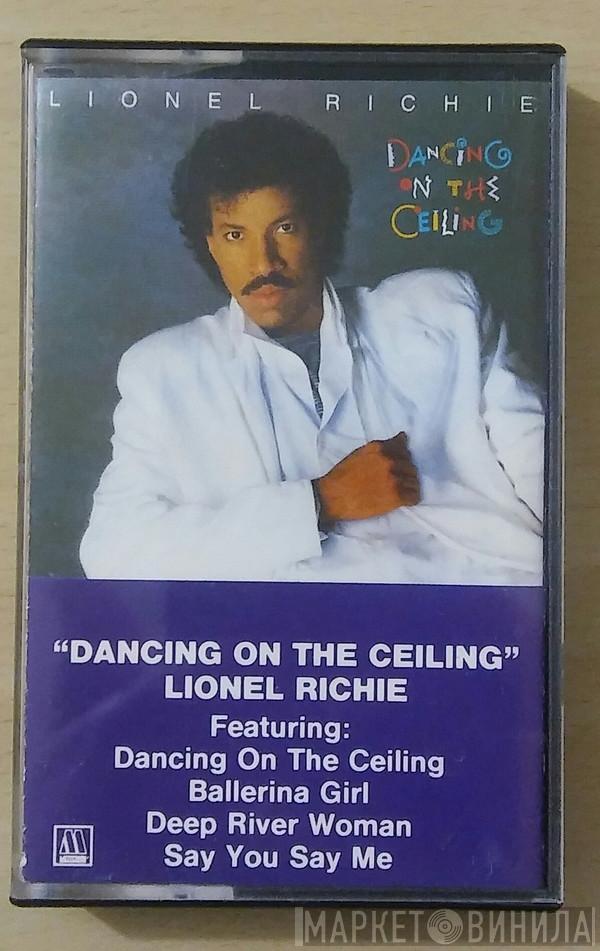 LIONEL RICHIE
DANCING
ON THE
CEILING
“DANCING ON THE CEILING”
LIONEL RICHIE
Featuring:
Dancing On The Ceiling
Ballerina Girl
Deep River Woman
Say You Say Me
МАРКЕТ ВИНИЛА